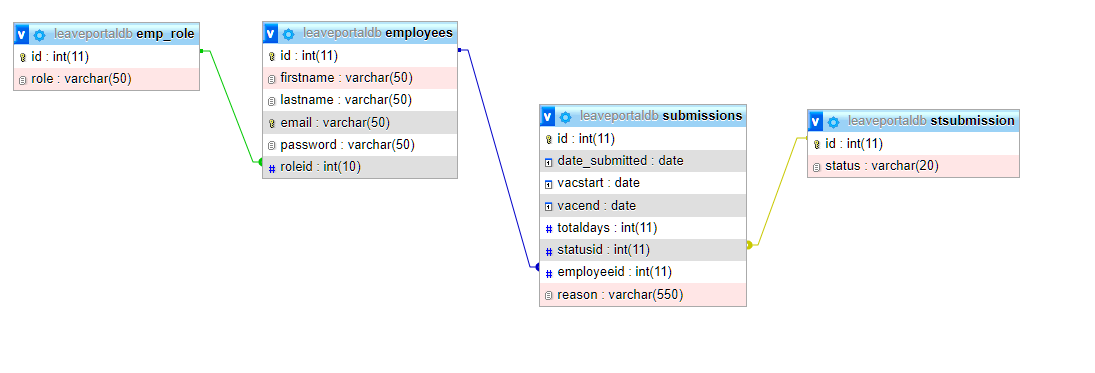 v leaveportaldb emp_role
id : int(11)
role : varchar(50)
v leaveportaldb employees
id : int(11)
firstname : varchar(50)
lastname : varchar(50)
email : varchar(50)
password : varchar(50)
# roleid : int(10)
v leaveportaldb submissions
id : int(11)
date_submitted : date
vacstart : date
vacend : date
# totaldays : int(11)
# statusid : int(11)
# employeeid : int(11)
reason : varchar(550)
v leaveportaldb stsubmission
id : int(11)
status : varchar(20)